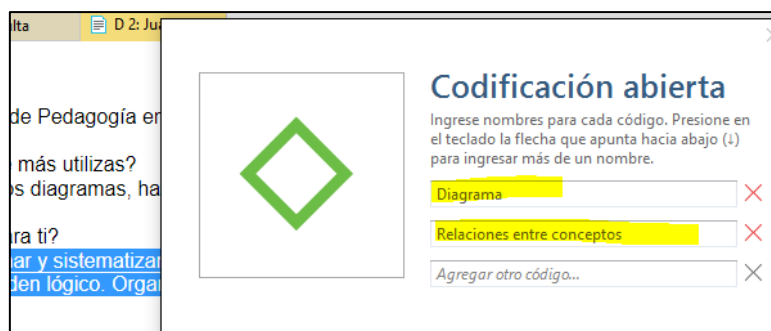 lta
D 2: Ju
de Pedagogía er
más utilizas?
os diagramas, ha
ra ti?
nar y sistematizar
den lógico. Orga
Codificación abierta
Ingrese nombres para cada código. Presione en
el teclado la flecha que apunta hacia abajo (↓)
para ingresar más de un nombre.
Diagrama
Relaciones entre conceptos
Agregar otro código...